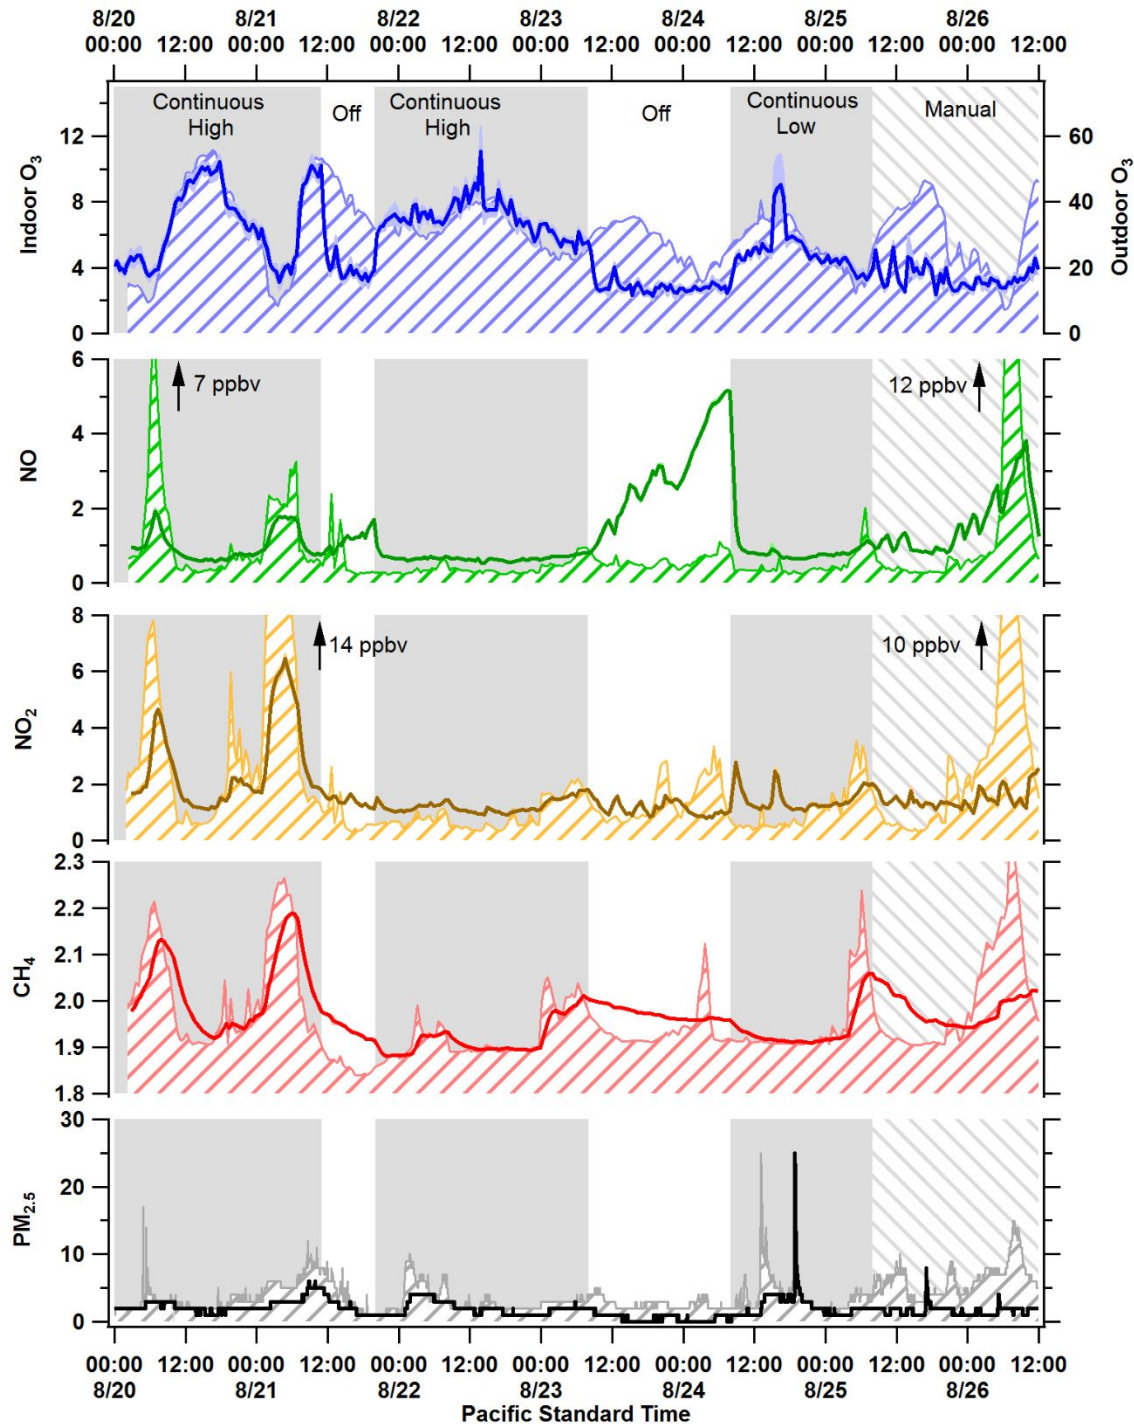 8/20 8/21 8/22 8/23 8/24 8/25 8/26
00:00 12:00 00:00 12:00 00:00 12:00 00:00 12:00 00:00 12:00 00:00 12:00 00:00 12:00
Continuous High
Off
Continuous High
Off
Continuous Low
Manual
Indoor O₃
12
8
4
0
Outdoor O₃
60
40
20
0
NO
6
4
2
0
7 ppbv
12 ppbv
NO₂
8
6
4
2
0
14 ppbv
10 ppbv
CH₄
2.3
2.2
2.1
2.0
1.9
1.8
PM₂.₅
30
20
10
0
00:00 12:00 00:00 12:00 00:00 12:00 00:00 12:00 00:00 12:00 00:00 12:00 00:00 12:00
8/20 8/21 8/22 8/23 8/24 8/25 8/26
Pacific Standard Time